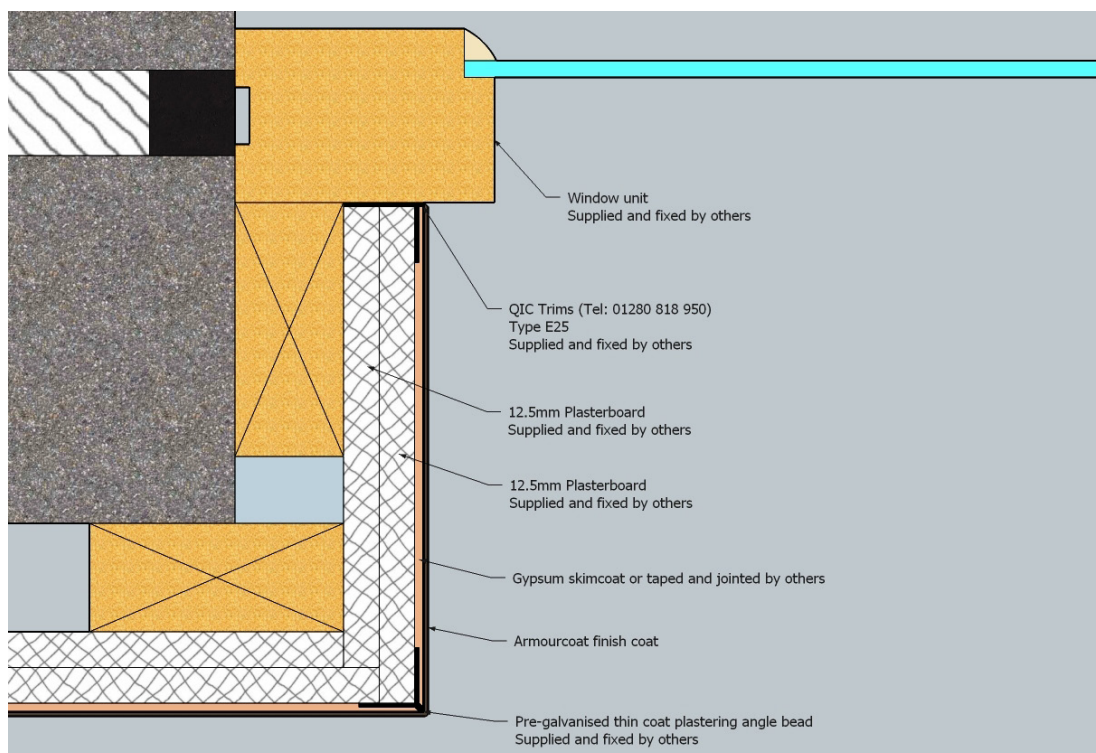 Window unit
Supplied and fixed by others
QIC Trims (Tel: 01280 818 950)
Type E25
Supplied and fixed by others
12.5mm Plasterboard
Supplied and fixed by others
12.5mm Plasterboard
Supplied and fixed by others
Gypsum skimcoat or taped and jointed by others
Armourcoat finish coat
Pre-galvanised thin coat plastering angle bead
Supplied and fixed by others